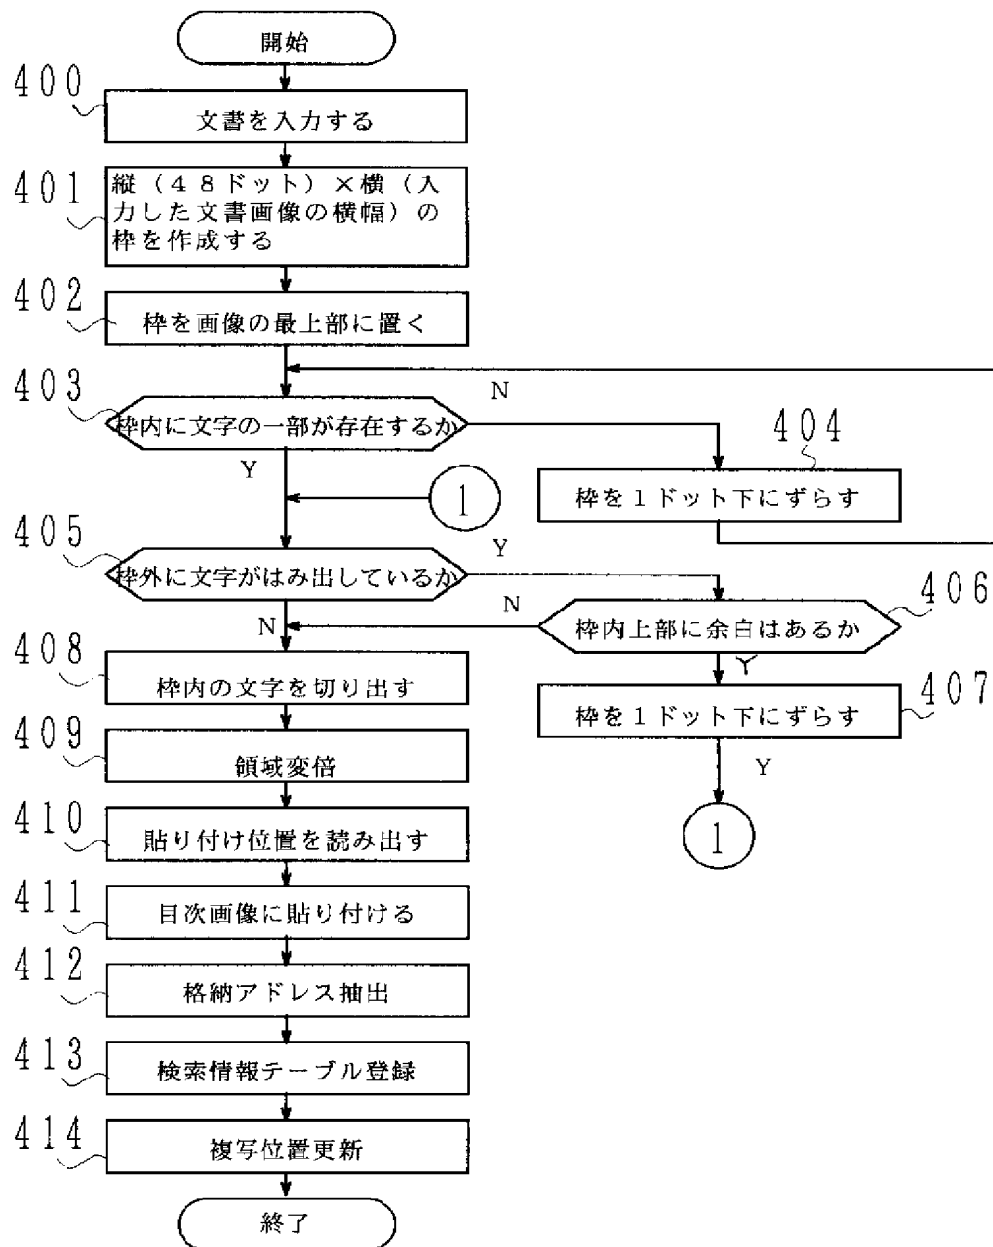 開始
400
文書を入力する
401
縦(48ドット)×横(入
力した文書画像の横幅)の
枠を作成する
402
枠を画像の最上部に置く
403
枠内に文字の一部が存在するか
N
Y
404
枠を1ドット下にずらす
1
405
枠外に文字がはみ出しているか
Y
N
406
枠内上部に余白はあるか
N
Y
407
枠を1ドット下にずらす
Y
1
408
枠内の文字を切り出す
409
領域変倍
410
貼り付け位置を読み出す
411
目次画像に貼り付ける
412
格納アドレス抽出
413
検索情報テーブル登録
414
複写位置更新
終了